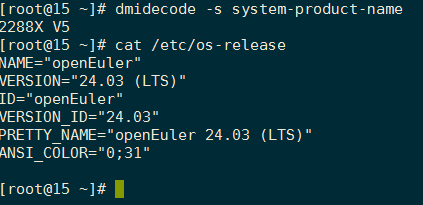 [root@15 ~]# dmidecode -s system-product-name
2288X V5
[root@15 ~]# cat /etc/os-release
NAME="openEuler"
VERSION="24.03 (LTS)"
ID="openEuler"
VERSION_ID="24.03"
PRETTY_NAME="openEuler 24.03 (LTS)"
ANSI_COLOR="0;31"
[root@15 ~]#